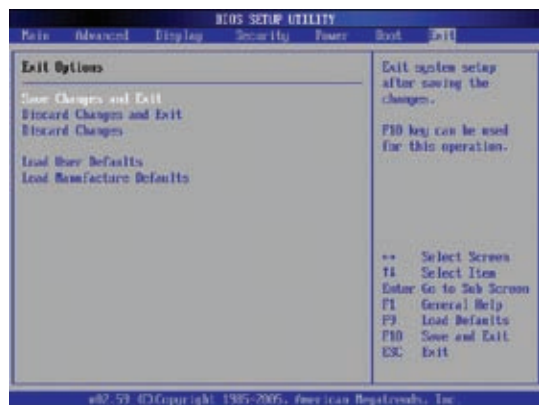 BIOS SETUP UTILITY
Main Advanced Display Security Power Boot Exit
Exit Options
Save Changes and Exit
Discard Changes and Exit
Discard Changes
Load User Defaults
Load Manufacture Defaults
Exit system setup
after saving the
changes.
F10 key can be used
for this operation.
↔ Select Screen
↑↓ Select Item
Enter Go to Sub Screen
F1 General Help
F9 Load Defaults
F10 Save and Exit
ESC Exit
v02.59 (C)Copyright 1985-2005, American Megatrends, Inc.